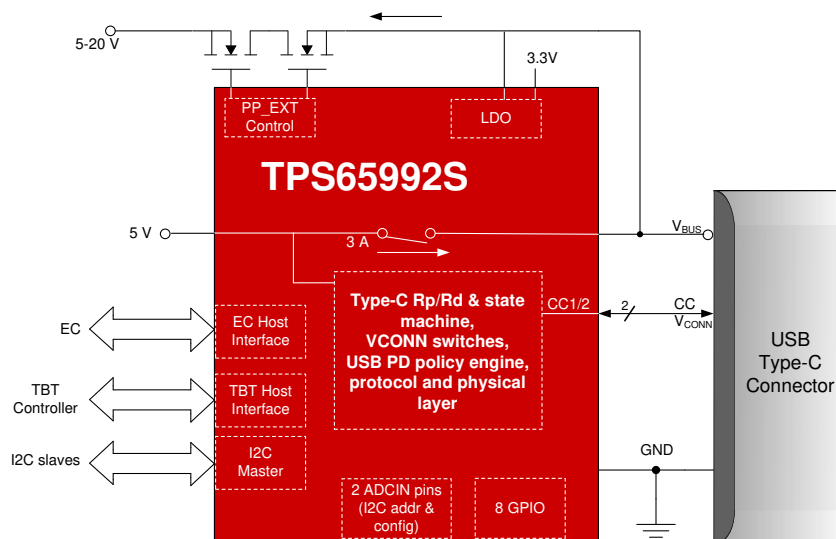 5-20 V
3.3V
PP_EXT
Control
LDO
TPS65992S
5 V
3 A
VBUS
Type-C Rp/Rd & state
machine,
VCONN switches,
USB PD policy engine,
protocol and physical
layer
CC1/2
2
CC
VCONN
EC
EC Host
Interface
TBT
Controller
TBT Host
Interface
I2C slaves
I2C
Master
USB
Type-C
Connector
GND
2 ADCIN pins
(I2C addr &
config)
8 GPIO